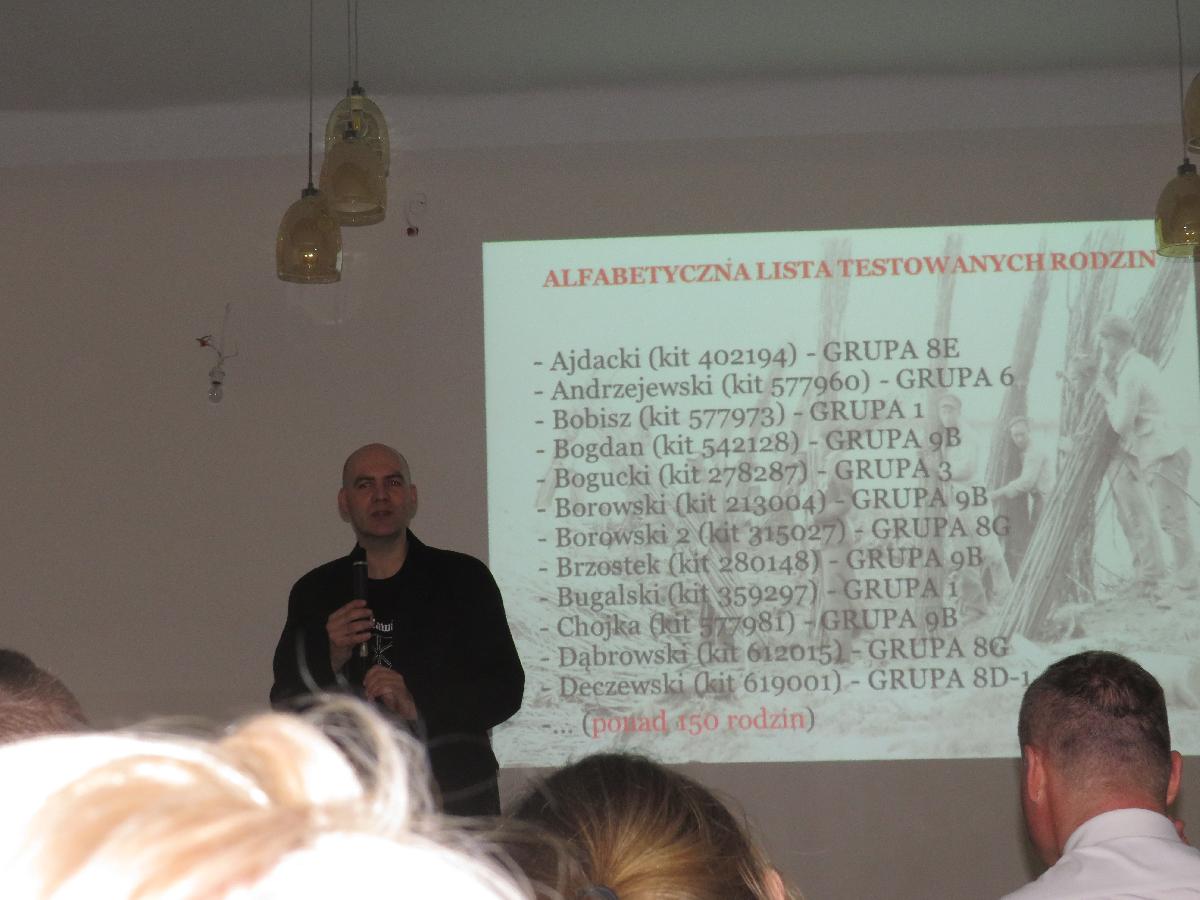 ALFABETYCZNA LISTA TESTOWANYCH RODZIN
- Ajdacki (kit 402194) - GRUPA 8E
- Andrzejewski (kit 577960) - GRUPA 6
- Bobisz (kit 577973) - GRUPA 1
- Bogdan (kit 542128) - GRUPA 9B
- Bogucki (kit 278287) - GRUPA 3
- Borowski (kit 213004) - GRUPA 9B
- Borowski 2 (kit 315027) - GRUPA 8G
- Brzostek (kit 280148) - GRUPA 9B
- Bugalski (kit 359297) - GRUPA 1
- Chojka (kit 577981) - GRUPA 9B
- Dąbrowski (kit 612015) - GRUPA 8G
- Deczewski (kit 619001) - GRUPA 8D-1
-... (ponad 150 rodzin)